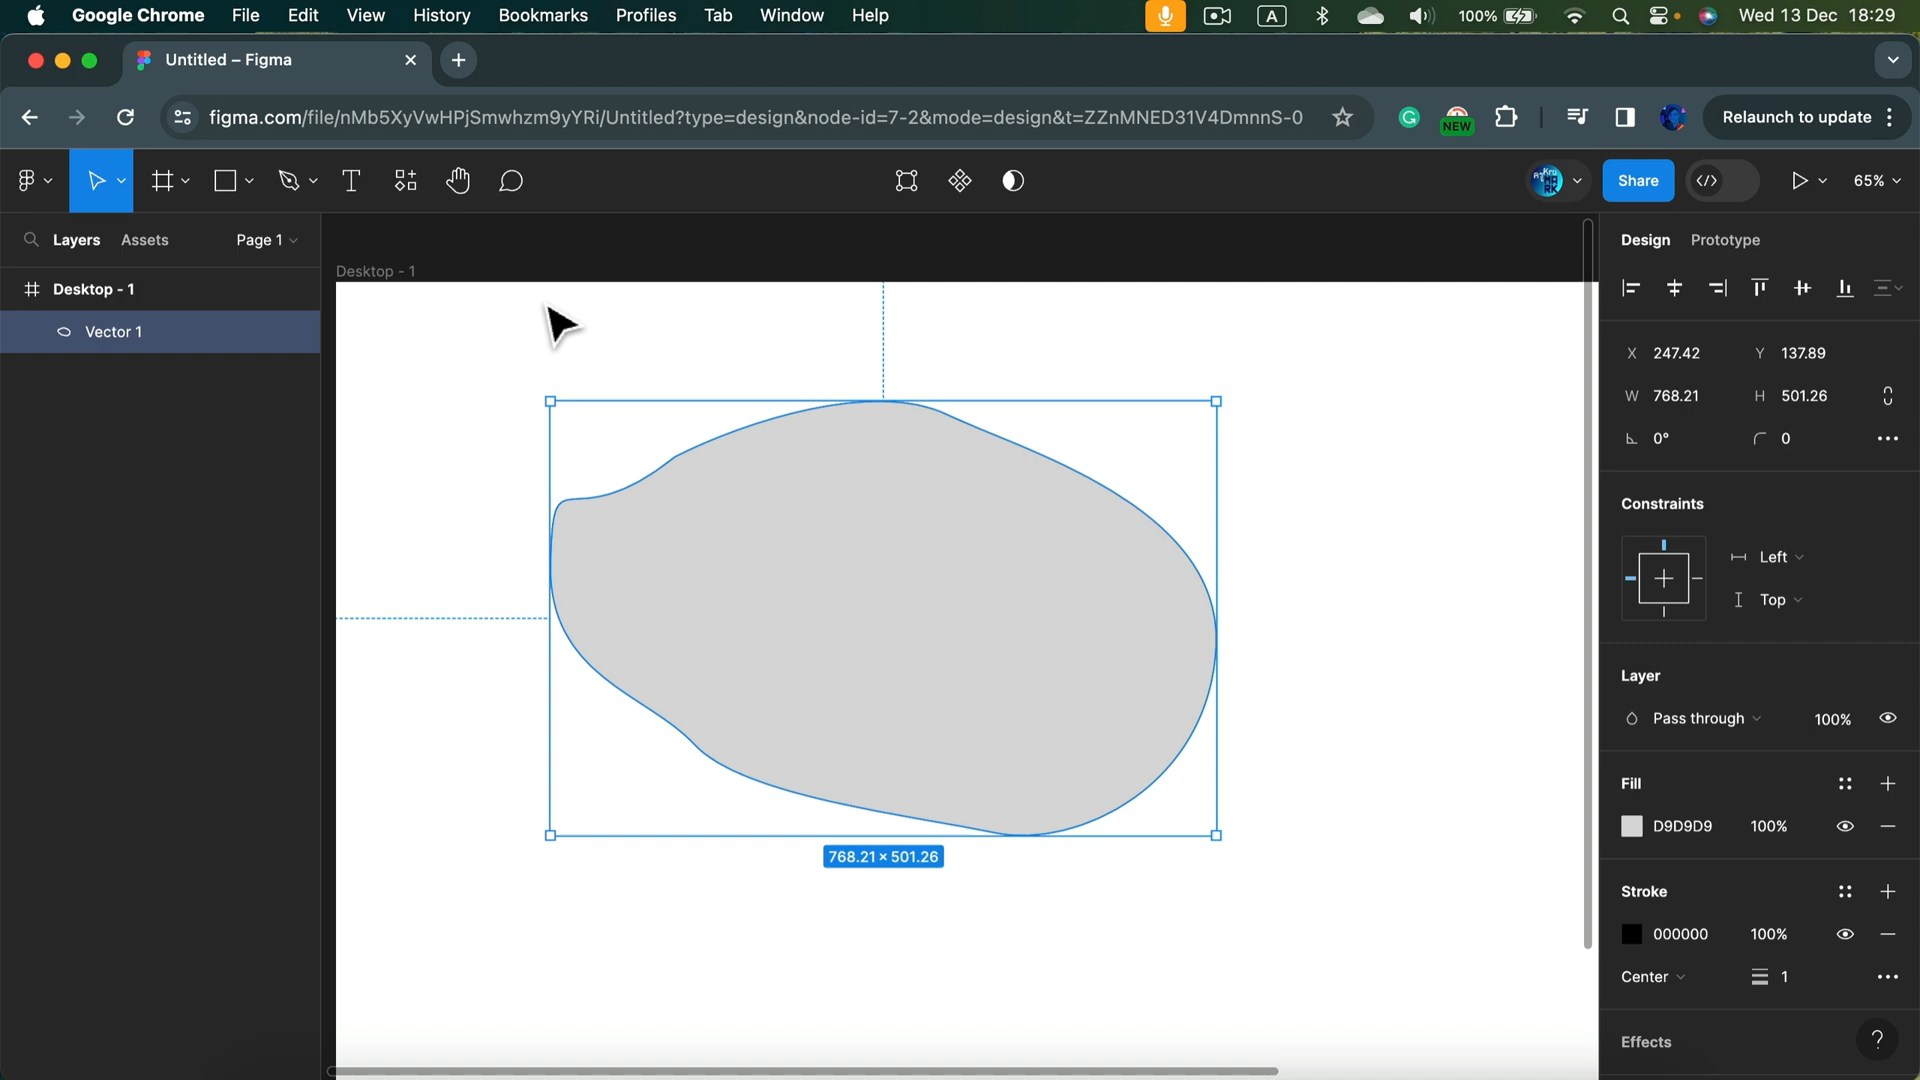 Google Chrome File Edit View History Bookmarks Profiles Tab Window Help A 100% Wed 13 Dec 18:29
Untitled – Figma
figma.com/file/nMb5XyVwHPjSmwhzm9yYRi/Untitled?type=design&node-id=7-2&mode=design&t=ZZnMNED31V4DmnnS-0 G NEW Relaunch to update
T Share 65%
Layers Assets Page 1
Design Prototype
Desktop - 1
Desktop - 1
Vector 1
X 247.42 Y 137.89
W 768.21 H 501.26
0° 0
Constraints
Left
Top
Layer
Pass through 100%
Fill
D9D9D9 100%
768.21 × 501.26
Stroke
000000 100%
Center 1
Effects ?